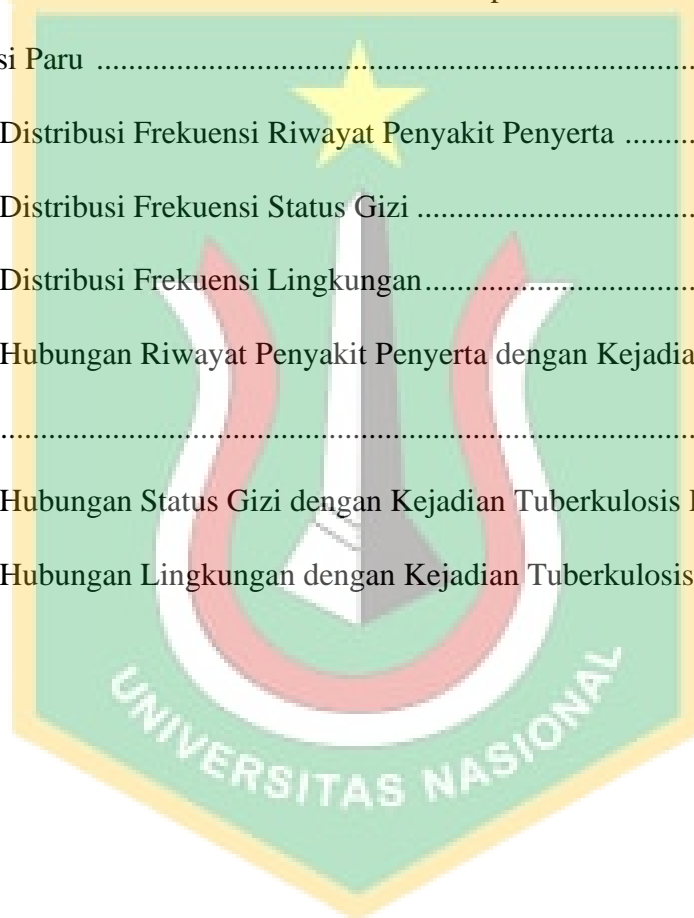 si Paru ....................................................................................
Distribusi Frekuensi Riwayat Penyakit Penyerta .........
Distribusi Frekuensi Status Gizi ...................................
Distribusi Frekuensi Lingkungan.................................
Hubungan Riwayat Penyakit Penyerta dengan Kejadia
.......................................................................................
Hubungan Status Gizi dengan Kejadian Tuberkulosis
Hubungan Lingkungan dengan Kejadian Tuberkulosis
UNIVERSITAS NASIONAL